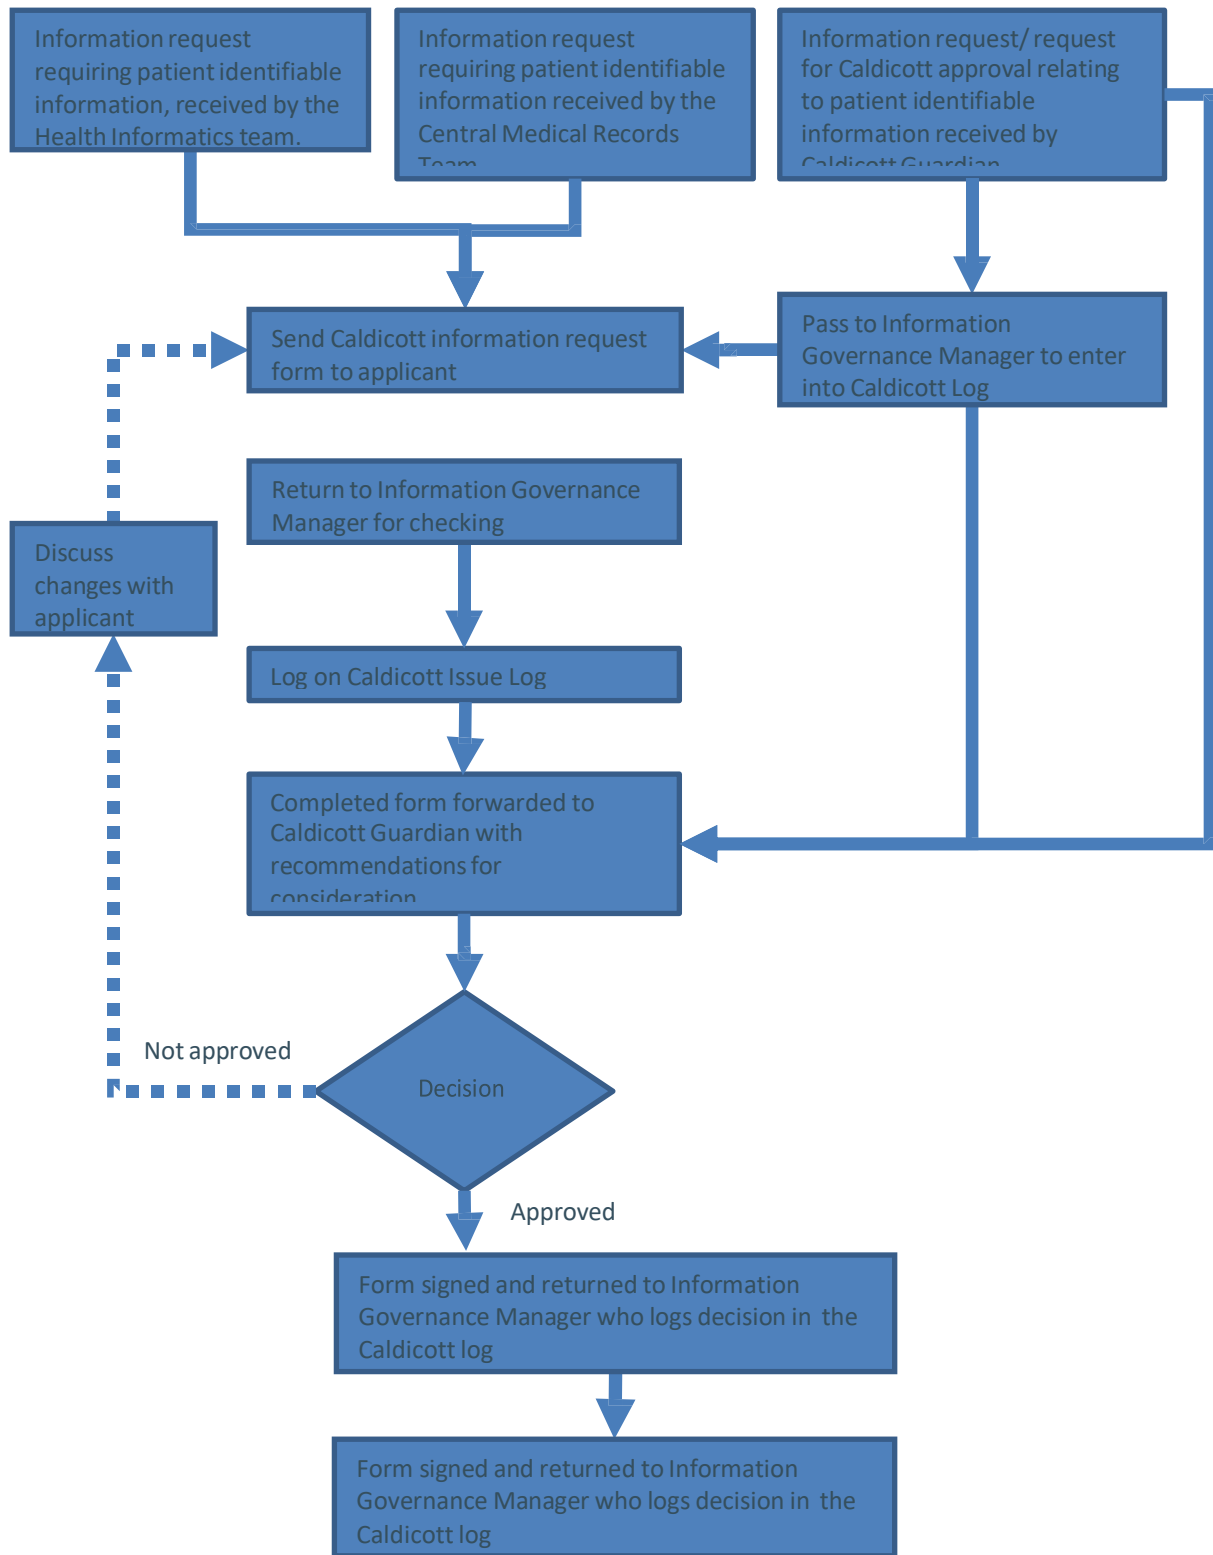 Information request
requiring patient identifiable
information, received by the
Health Informatics team.
Information request
requiring patient identifiable
information received by the
Central Medical Records
Team
Information request/ request
for Caldicott approval relating
to patient identifiable
information received by
Caldicott Guardian
Send Caldicott information request
form to applicant
Pass to Information
Governance Manager to enter
into Caldicott Log
Return to Information Governance
Manager for checking
Discuss
changes with
applicant
Log on Caldicott Issue Log
Completed form forwarded to
Caldicott Guardian with
recommendations for
consideration
Not approved
Decision
Approved
Form signed and returned to Information
Governance Manager who logs decision in the
Caldicott log
Form signed and returned to Information
Governance Manager who logs decision in the
Caldicott log